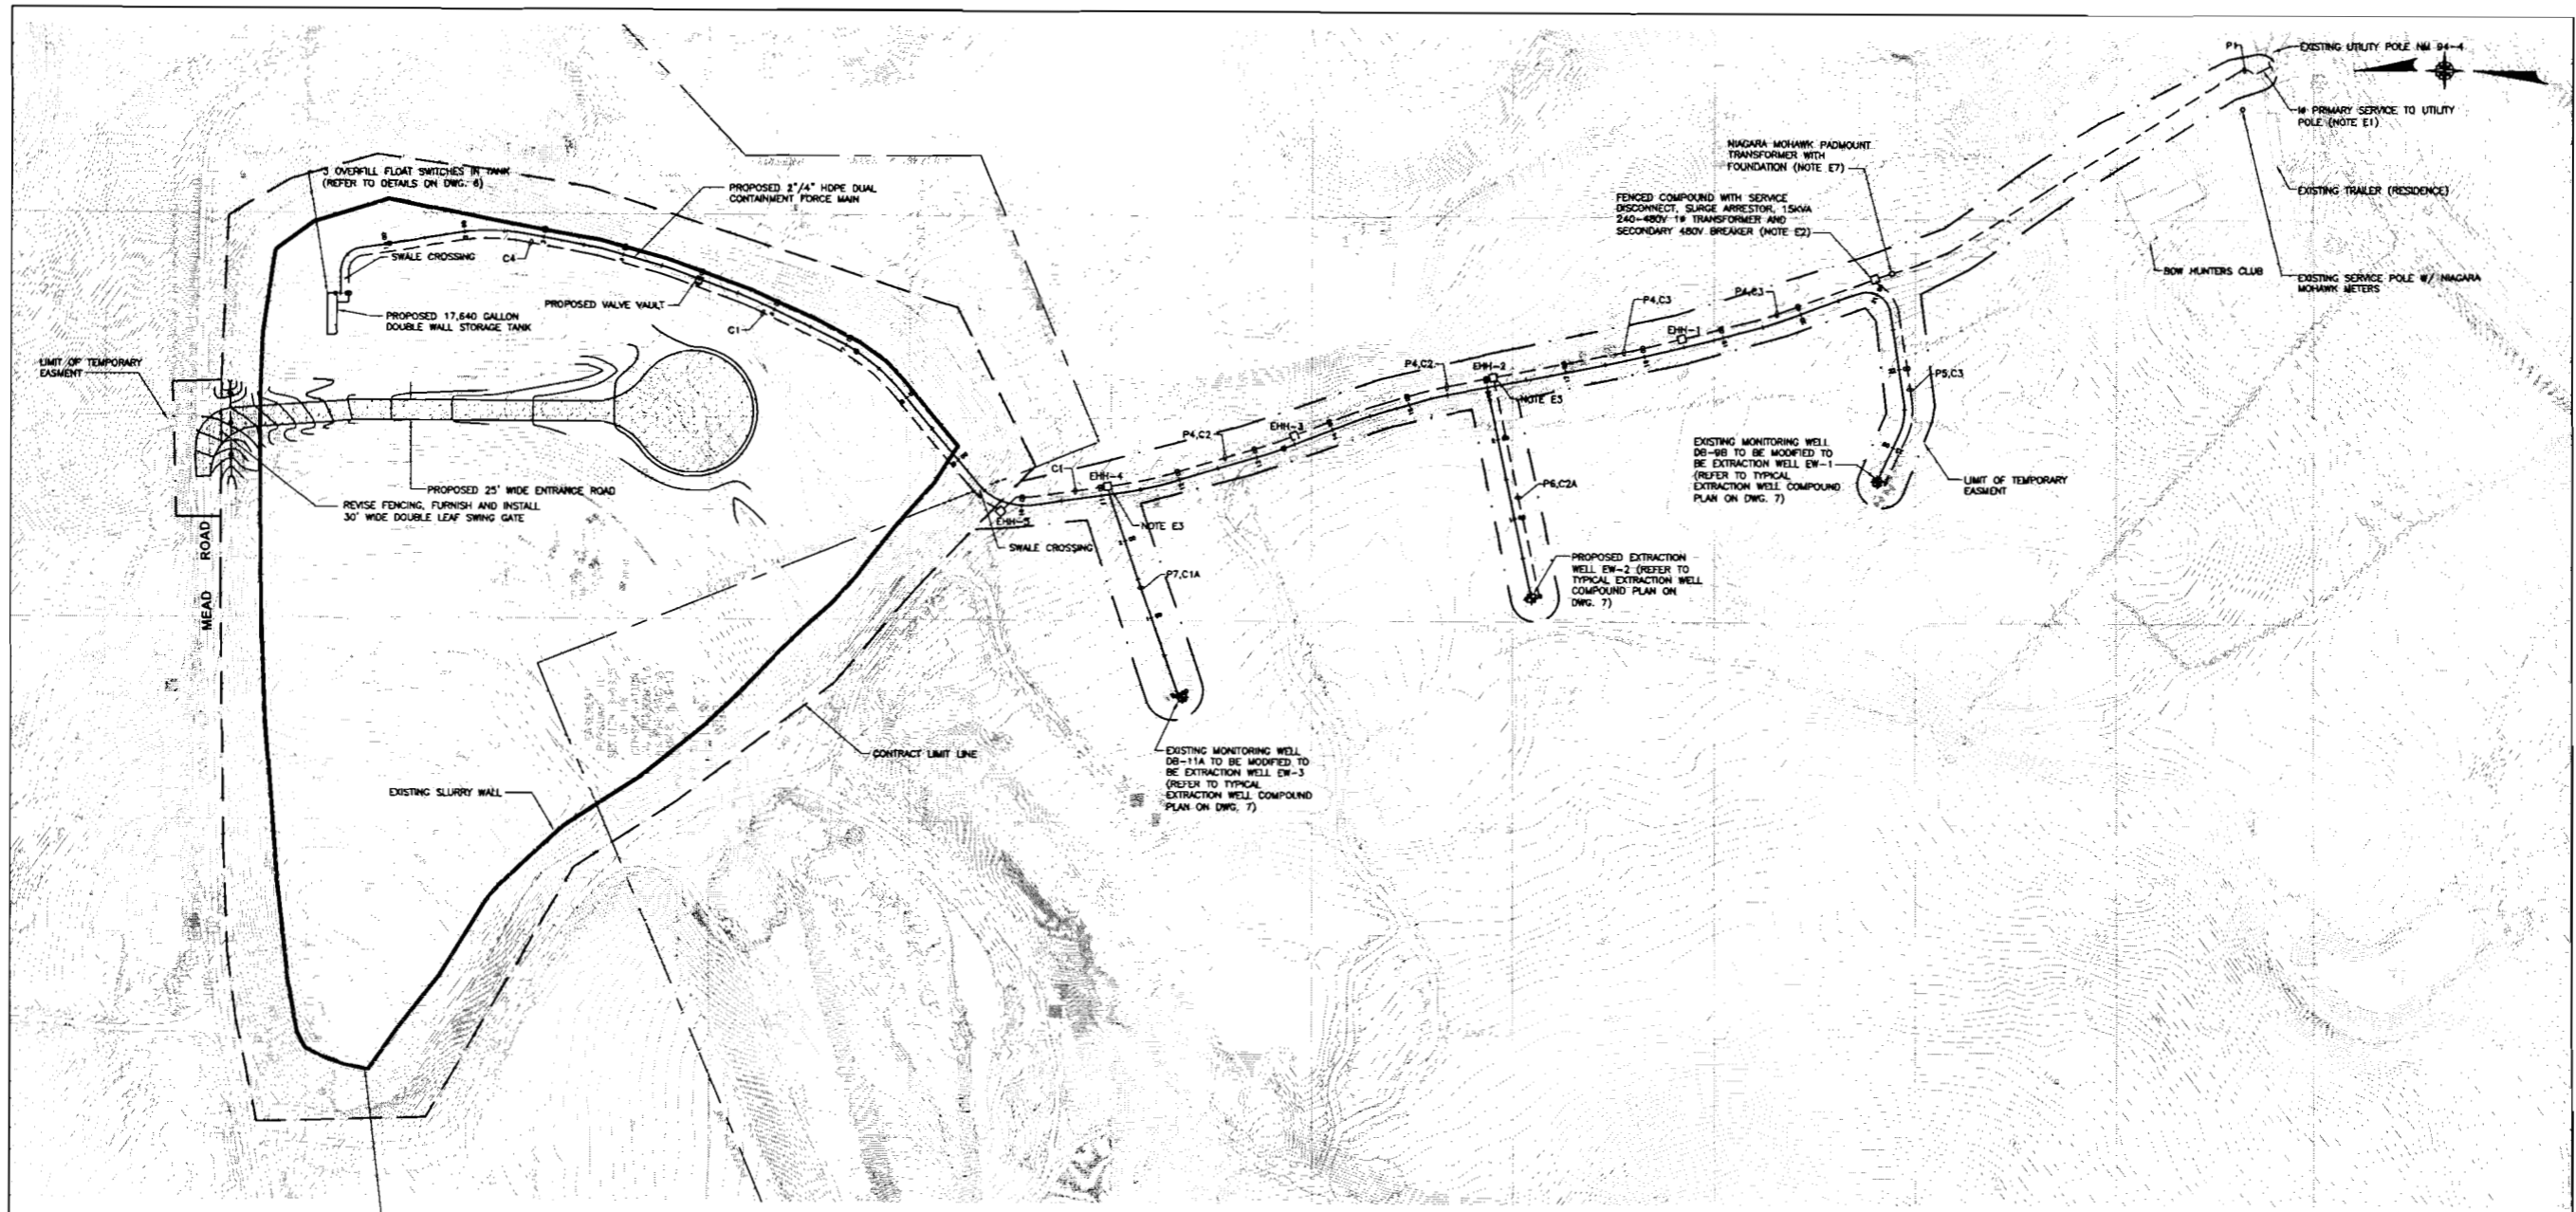 P1
EXISTING UTILITY POLE NM 94-4
1Φ PRIMARY SERVICE TO UTILITY
POLE (NOTE E1)
NIAGARA MOHAWK PADMOUNT
TRANSFORMER WITH
FOUNDATION (NOTE E7)
EXISTING TRAILER (RESIDENCE)
FENCED COMPOUND WITH SERVICE
DISCONNECT, SURGE ARRESTOR, 15KVA
240-480V 1Φ TRANSFORMER AND
SECONDARY 480V BREAKER (NOTE E2)
BOW HUNTERS CLUB
EXISTING SERVICE POLE W/ NIAGARA
MOHAWK METERS
3 OVERFILL FLOAT SWITCHES IN TANK
(REFER TO DETAILS ON DWG. 6)
PROPOSED 2"/4" HDPE DUAL
CONTAINMENT FORCE MAIN
SWALE CROSSING
C4
PROPOSED VALVE VAULT
PROPOSED 17,640 GALLON
DOUBLE WALL STORAGE TANK
C1
LIMIT OF TEMPORARY
EASMENT
P4,C3
P4,C3
EHH-1
P4,C2
EHH-2
NOTE E3
P5,C3
P4,C2
EHH-3
C1
EHH-4
EXISTING MONITORING WELL
DB-9B TO BE MODIFIED TO
BE EXTRACTION WELL EW-1
(REFER TO TYPICAL
EXTRACTION WELL COMPOUND
PLAN ON DWG. 7)
LIMIT OF TEMPORARY
EASMENT
P6,C2A
PROPOSED 25' WIDE ENTRANCE ROAD
REVISE FENCING, FURNISH AND INSTALL
30' WIDE DOUBLE LEAF SWING GATE
EHH-5
NOTE E3
SWALE CROSSING
MEAD ROAD
P7,C1A
PROPOSED EXTRACTION
WELL EW-2 (REFER TO
TYPICAL EXTRACTION WELL
COMPOUND PLAN ON
DWG. 7)
CONTRACT LIMIT LINE
EXISTING MONITORING WELL
DB-11A TO BE MODIFIED TO
BE EXTRACTION WELL EW-3
(REFER TO TYPICAL
EXTRACTION WELL COMPOUND
PLAN ON DWG. 7)
EXISTING SLURRY WALL